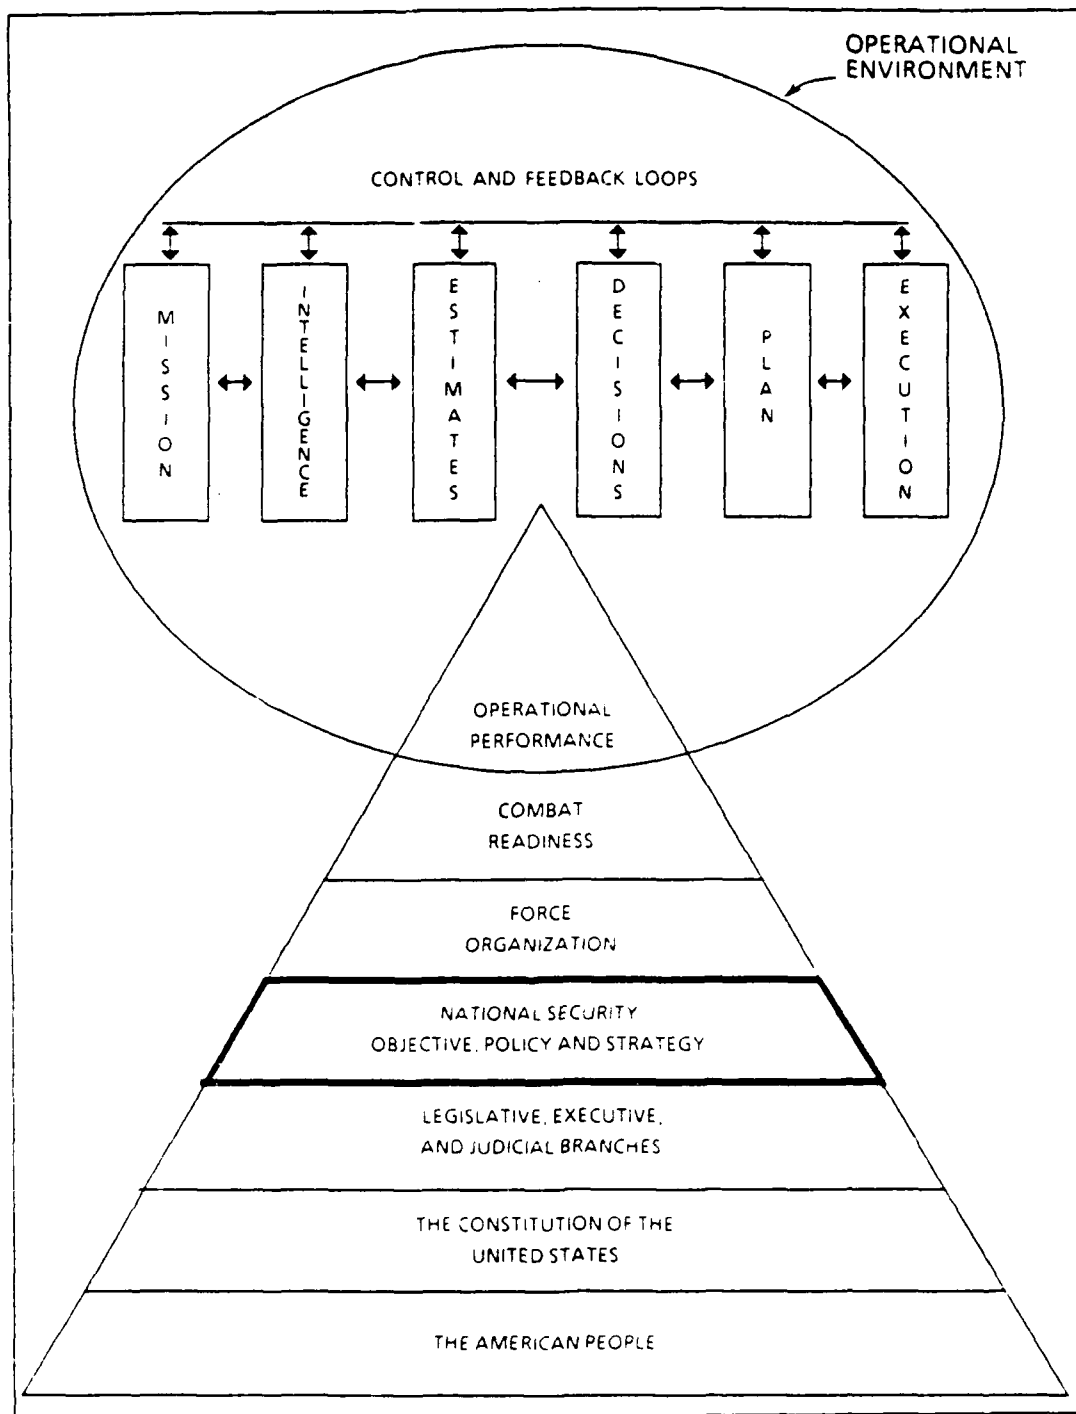 OPERATIONAL
ENVIRONMENT
CONTROL AND FEEDBACK LOOPS
MISSION
INTELLIGENCE
ESTIMATES
DECISIONS
PLAN
EXECUTION
OPERATIONAL
PERFORMANCE
COMBAT
READINESS
FORCE
ORGANIZATION
NATIONAL SECURITY
OBJECTIVE, POLICY AND STRATEGY
LEGISLATIVE, EXECUTIVE,
AND JUDICIAL BRANCHES
THE CONSTITUTION OF THE
UNITED STATES
THE AMERICAN PEOPLE